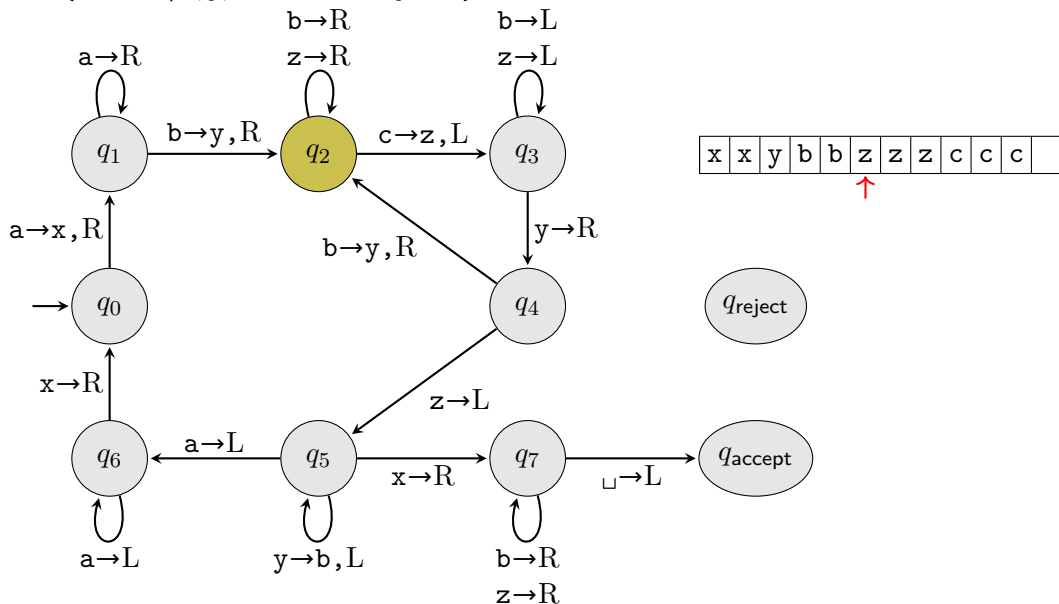 b→R
z→R
b→L
z→L
a→R
q1
b→y,R
q2
c→z,L
q3
x x y b b z z z c c c
a→x,R
b→y,R
y→R
q0
q4
qreject
x→R
z→L
q6
a→L
q5
x→R
q7
␣→L
qaccept
a→L
y→b,L
b→R
z→R